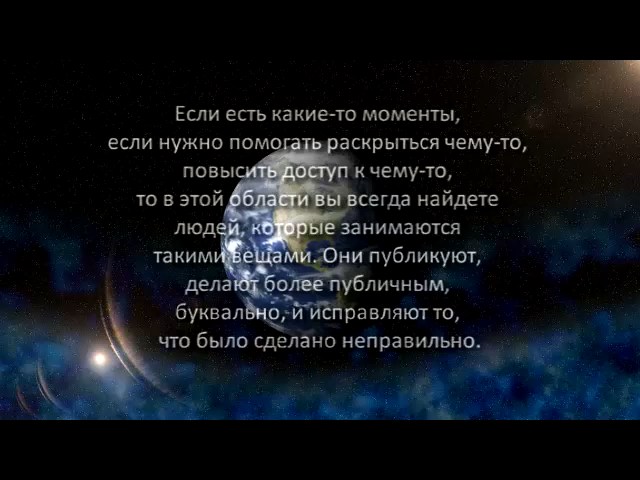 Если есть какие-то моменты,
если нужно помогать раскрыться чему-то,
повысить доступ к чему-то,
то в этой области вы всегда найдете
людей, которые занимаются
такими вещами. Они публикуют,
делают более публичным,
буквально, и исправляют то,
что было сделано неправильно.